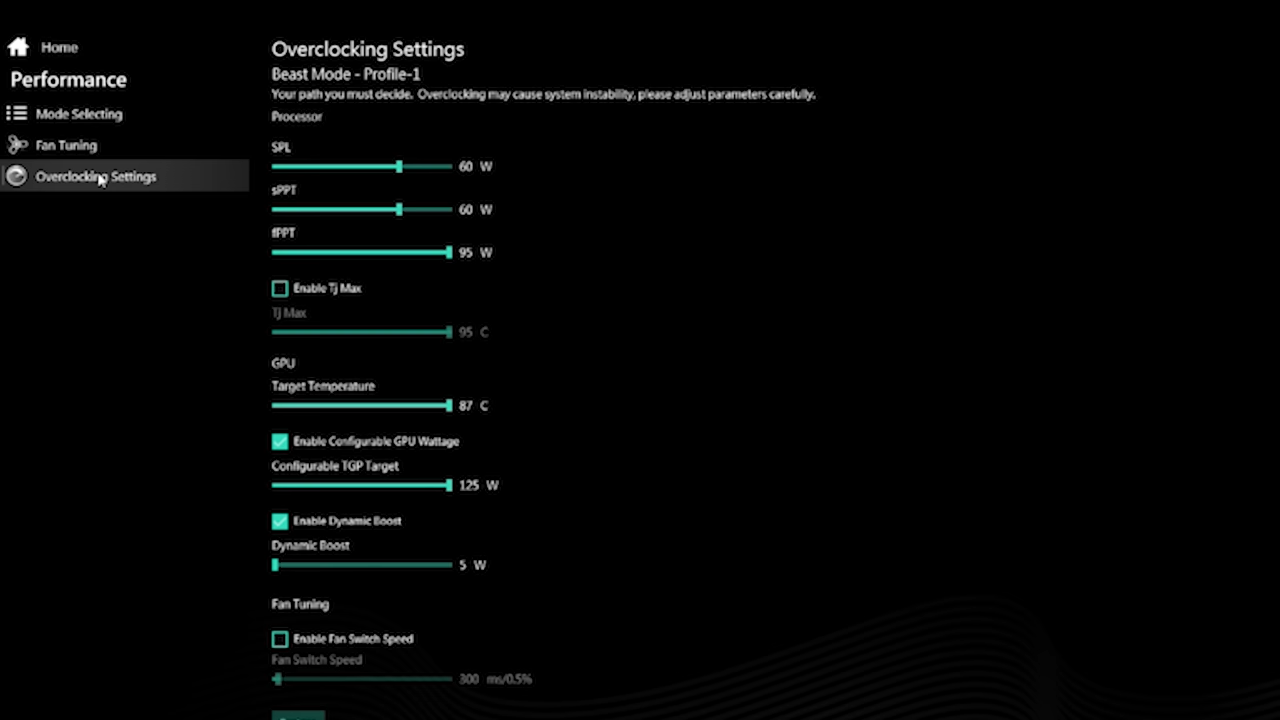 Home
Performance
Mode Selecting
Fan Tuning
Overclocking Settings
Overclocking Settings
Beast Mode - Profile-1
Your path you must decide. Overclocking may cause system instability, please adjust parameters carefully.
Processor
SPL
60 W
sPPT
60 W
fPPT
95 W
Enable Tj Max
Tj Max
95 C
GPU
Target Temperature
87 C
Enable Configurable GPU Wattage
Configurable TGP Target
125 W
Enable Dynamic Boost
Dynamic Boost
5 W
Fan Tuning
Enable Fan Switch Speed
Fan Switch Speed
300 ms/0.5%